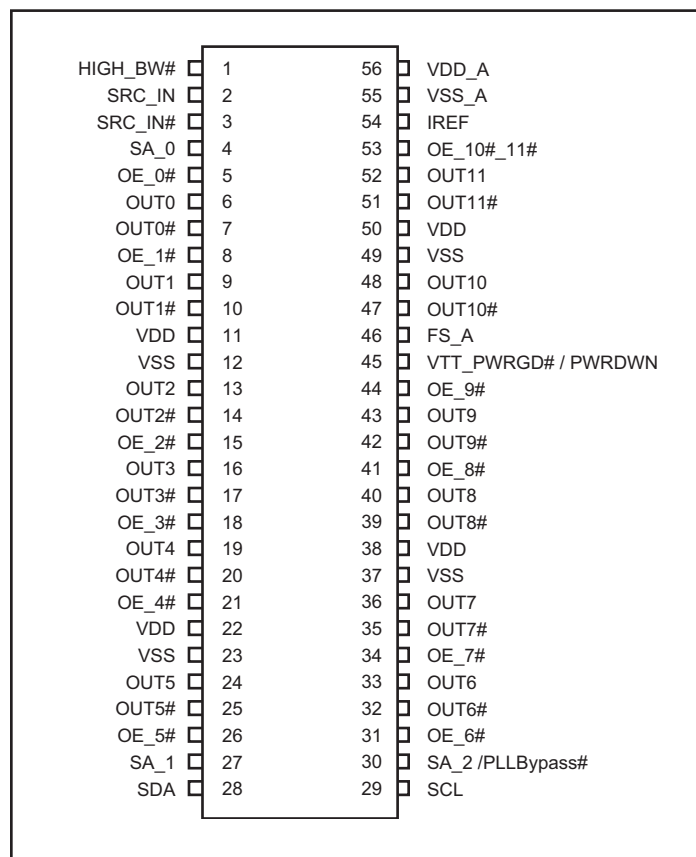 HIGH_BW# 1 56 VDD_A
SRC_IN 2 55 VSS_A
SRC_IN# 3 54 IREF
SA_0 4 53 OE_10#_11#
OE_0# 5 52 OUT11
OUT0 6 51 OUT11#
OUT0# 7 50 VDD
OE_1# 8 49 VSS
OUT1 9 48 OUT10
OUT1# 10 47 OUT10#
VDD 11 46 FS_A
VSS 12 45 VTT_PWRGD# / PWRDWN
OUT2 13 44 OE_9#
OUT2# 14 43 OUT9
OE_2# 15 42 OUT9#
OUT3 16 41 OE_8#
OUT3# 17 40 OUT8
OE_3# 18 39 OUT8#
OUT4 19 38 VDD
OUT4# 20 37 VSS
OE_4# 21 36 OUT7
VDD 22 35 OUT7#
VSS 23 34 OE_7#
OUT5 24 33 OUT6
OUT5# 25 32 OUT6#
OE_5# 26 31 OE_6#
SA_1 27 30 SA_2 /PLLBypass#
SDA 28 29 SCL